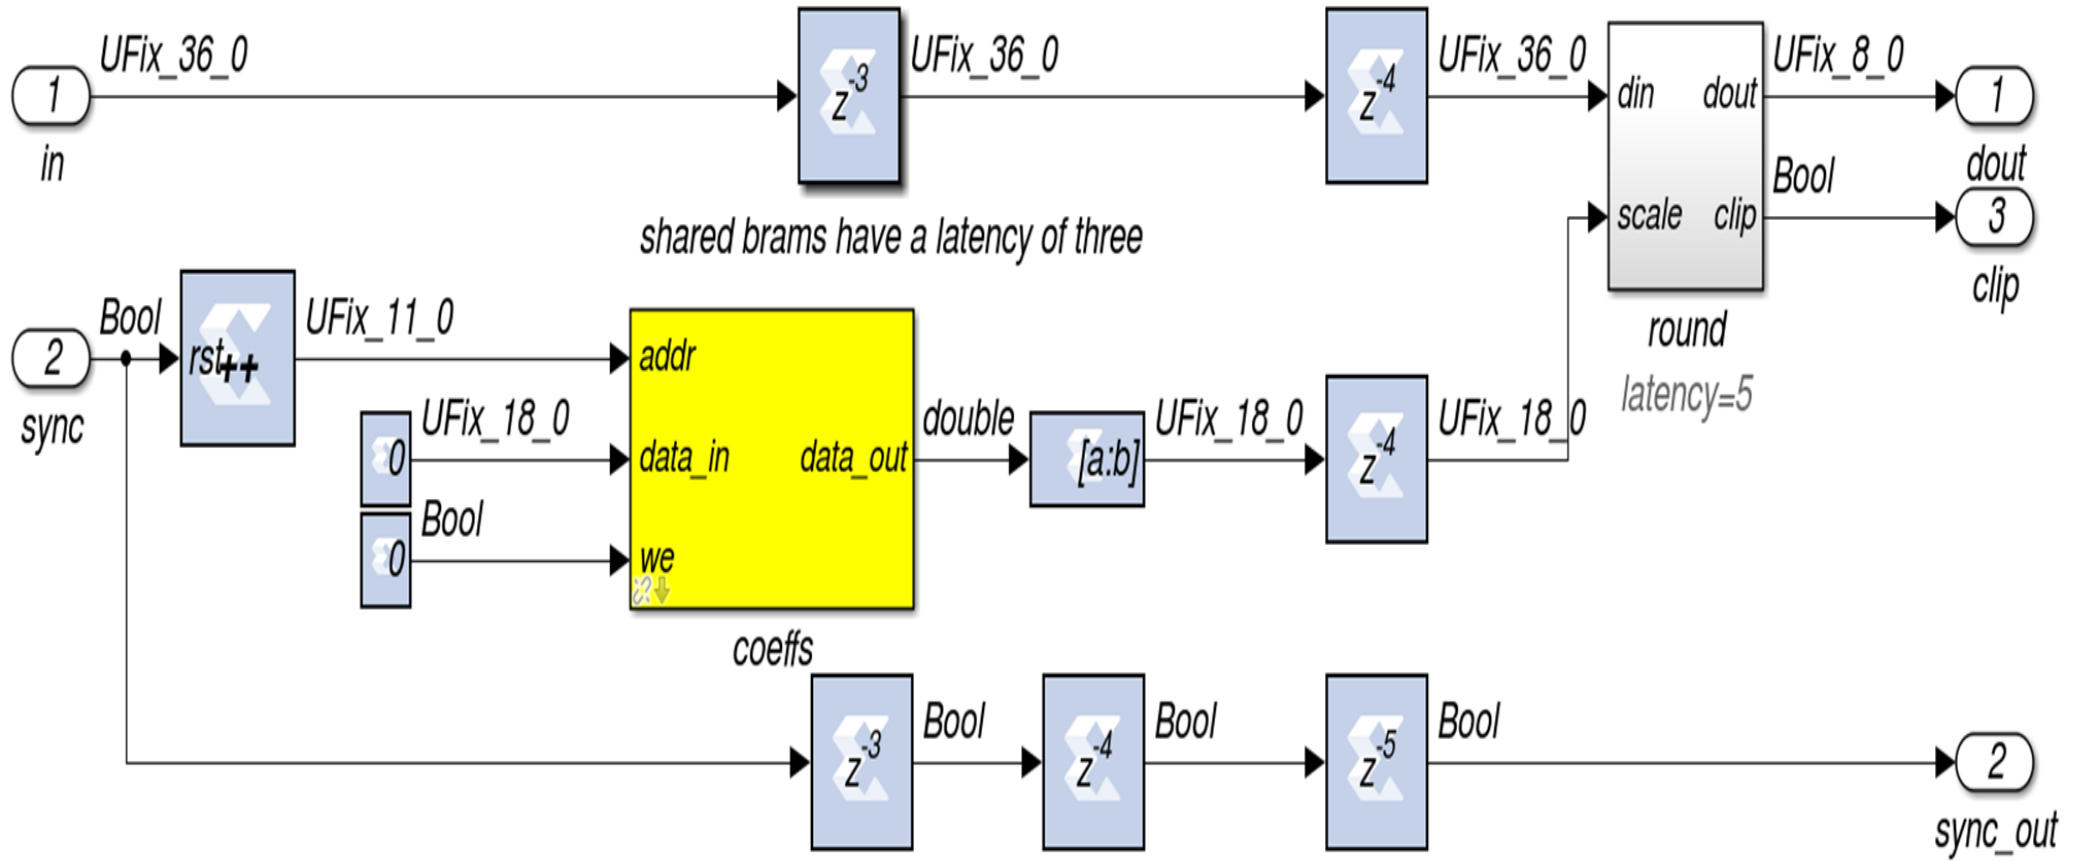 UFix_36_0
1
in
z-3
UFix_36_0
z-4
UFix_36_0
din
dout
scale
clip
round
latency=5
UFix_8_0
1
dout
Bool
3
clip
shared brams have a latency of three
2
sync
Bool
rst
++
UFix_11_0
0
UFix_18_0
0
Bool
addr
data_in
data_out
we
coeffs
double
[a:b]
UFix_18_0
z-4
UFix_18_0
z-3
Bool
z-4
Bool
z-5
Bool
2
sync_out